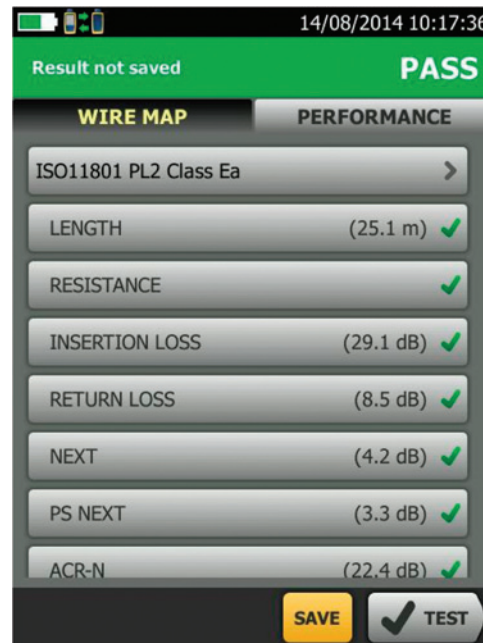 14/08/2014 10:17:36
Result not saved PASS
WIRE MAP PERFORMANCE
ISO11801 PL2 Class Ea
LENGTH (25.1 m)
RESISTANCE
INSERTION LOSS (29.1 dB)
RETURN LOSS (8.5 dB)
NEXT (4.2 dB)
PS NEXT (3.3 dB)
ACR-N (22.4 dB)
SAVE TEST